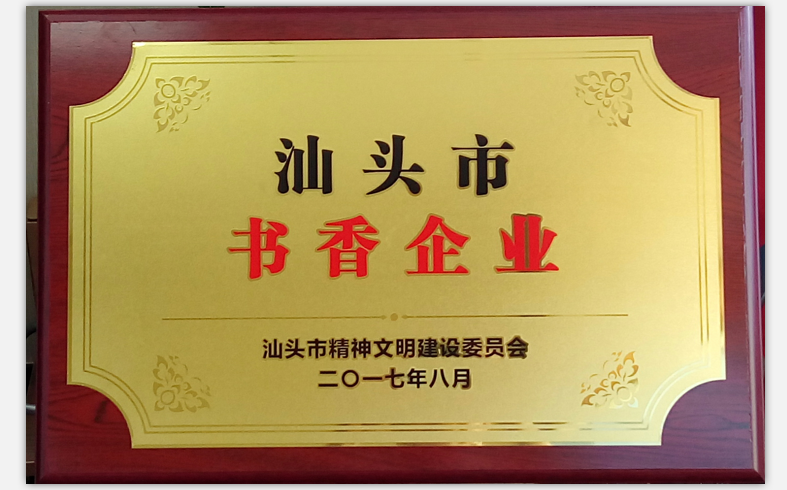 汕头市
书香企业
汕头市精神文明建设委员会
二〇一七年八月